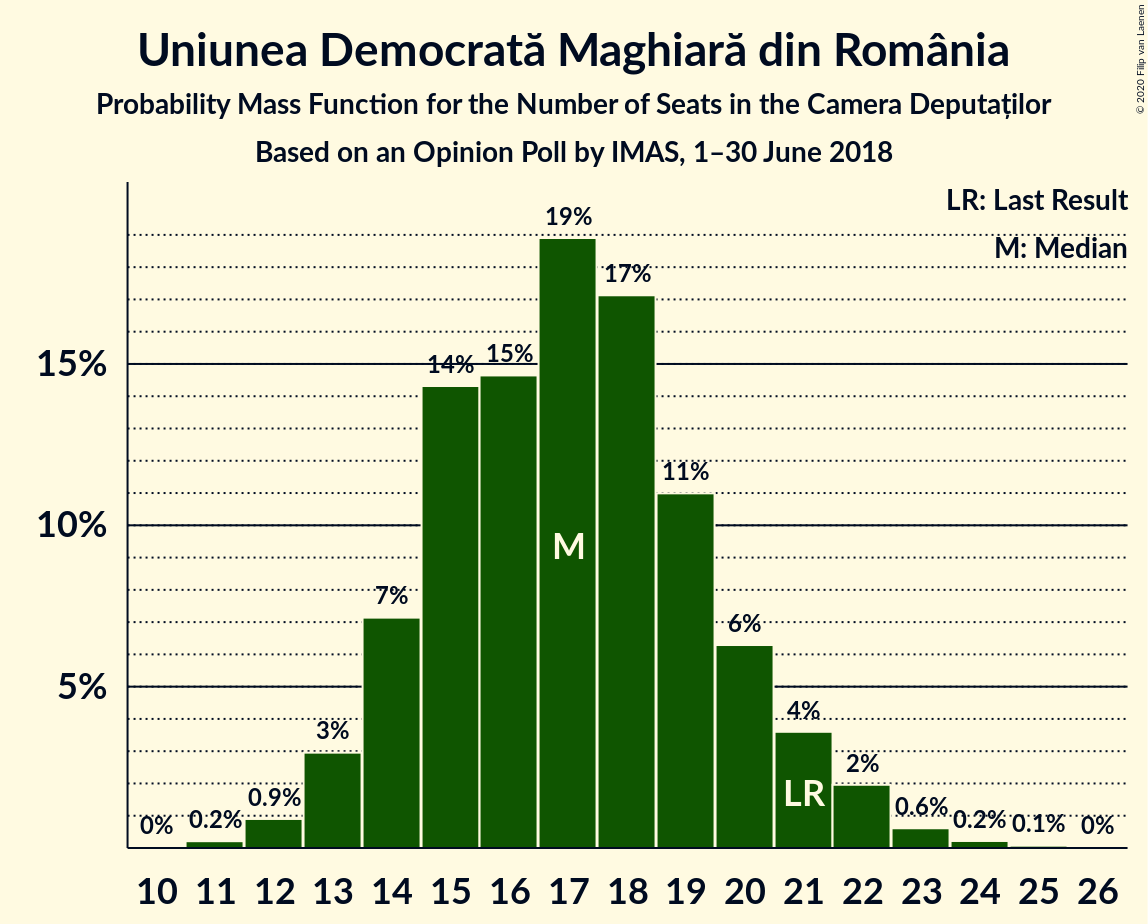 Uniunea Democrată Maghiară din România
Probability Mass Function for the Number of Seats in the Camera Deputaților
Based on an Opinion Poll by IMAS, 1–30 June 2018
© 2020 Filip van Laenen
LR: Last Result
M: Median
15%
10%
5%
0%
0.2%
0.9%
3%
7%
14%
15%
19%
17%
11%
6%
4%
2%
0.6%
0.2%
0.1%
0%
M
LR
10 11 12 13 14 15 16 17 18 19 20 21 22 23 24 25 26